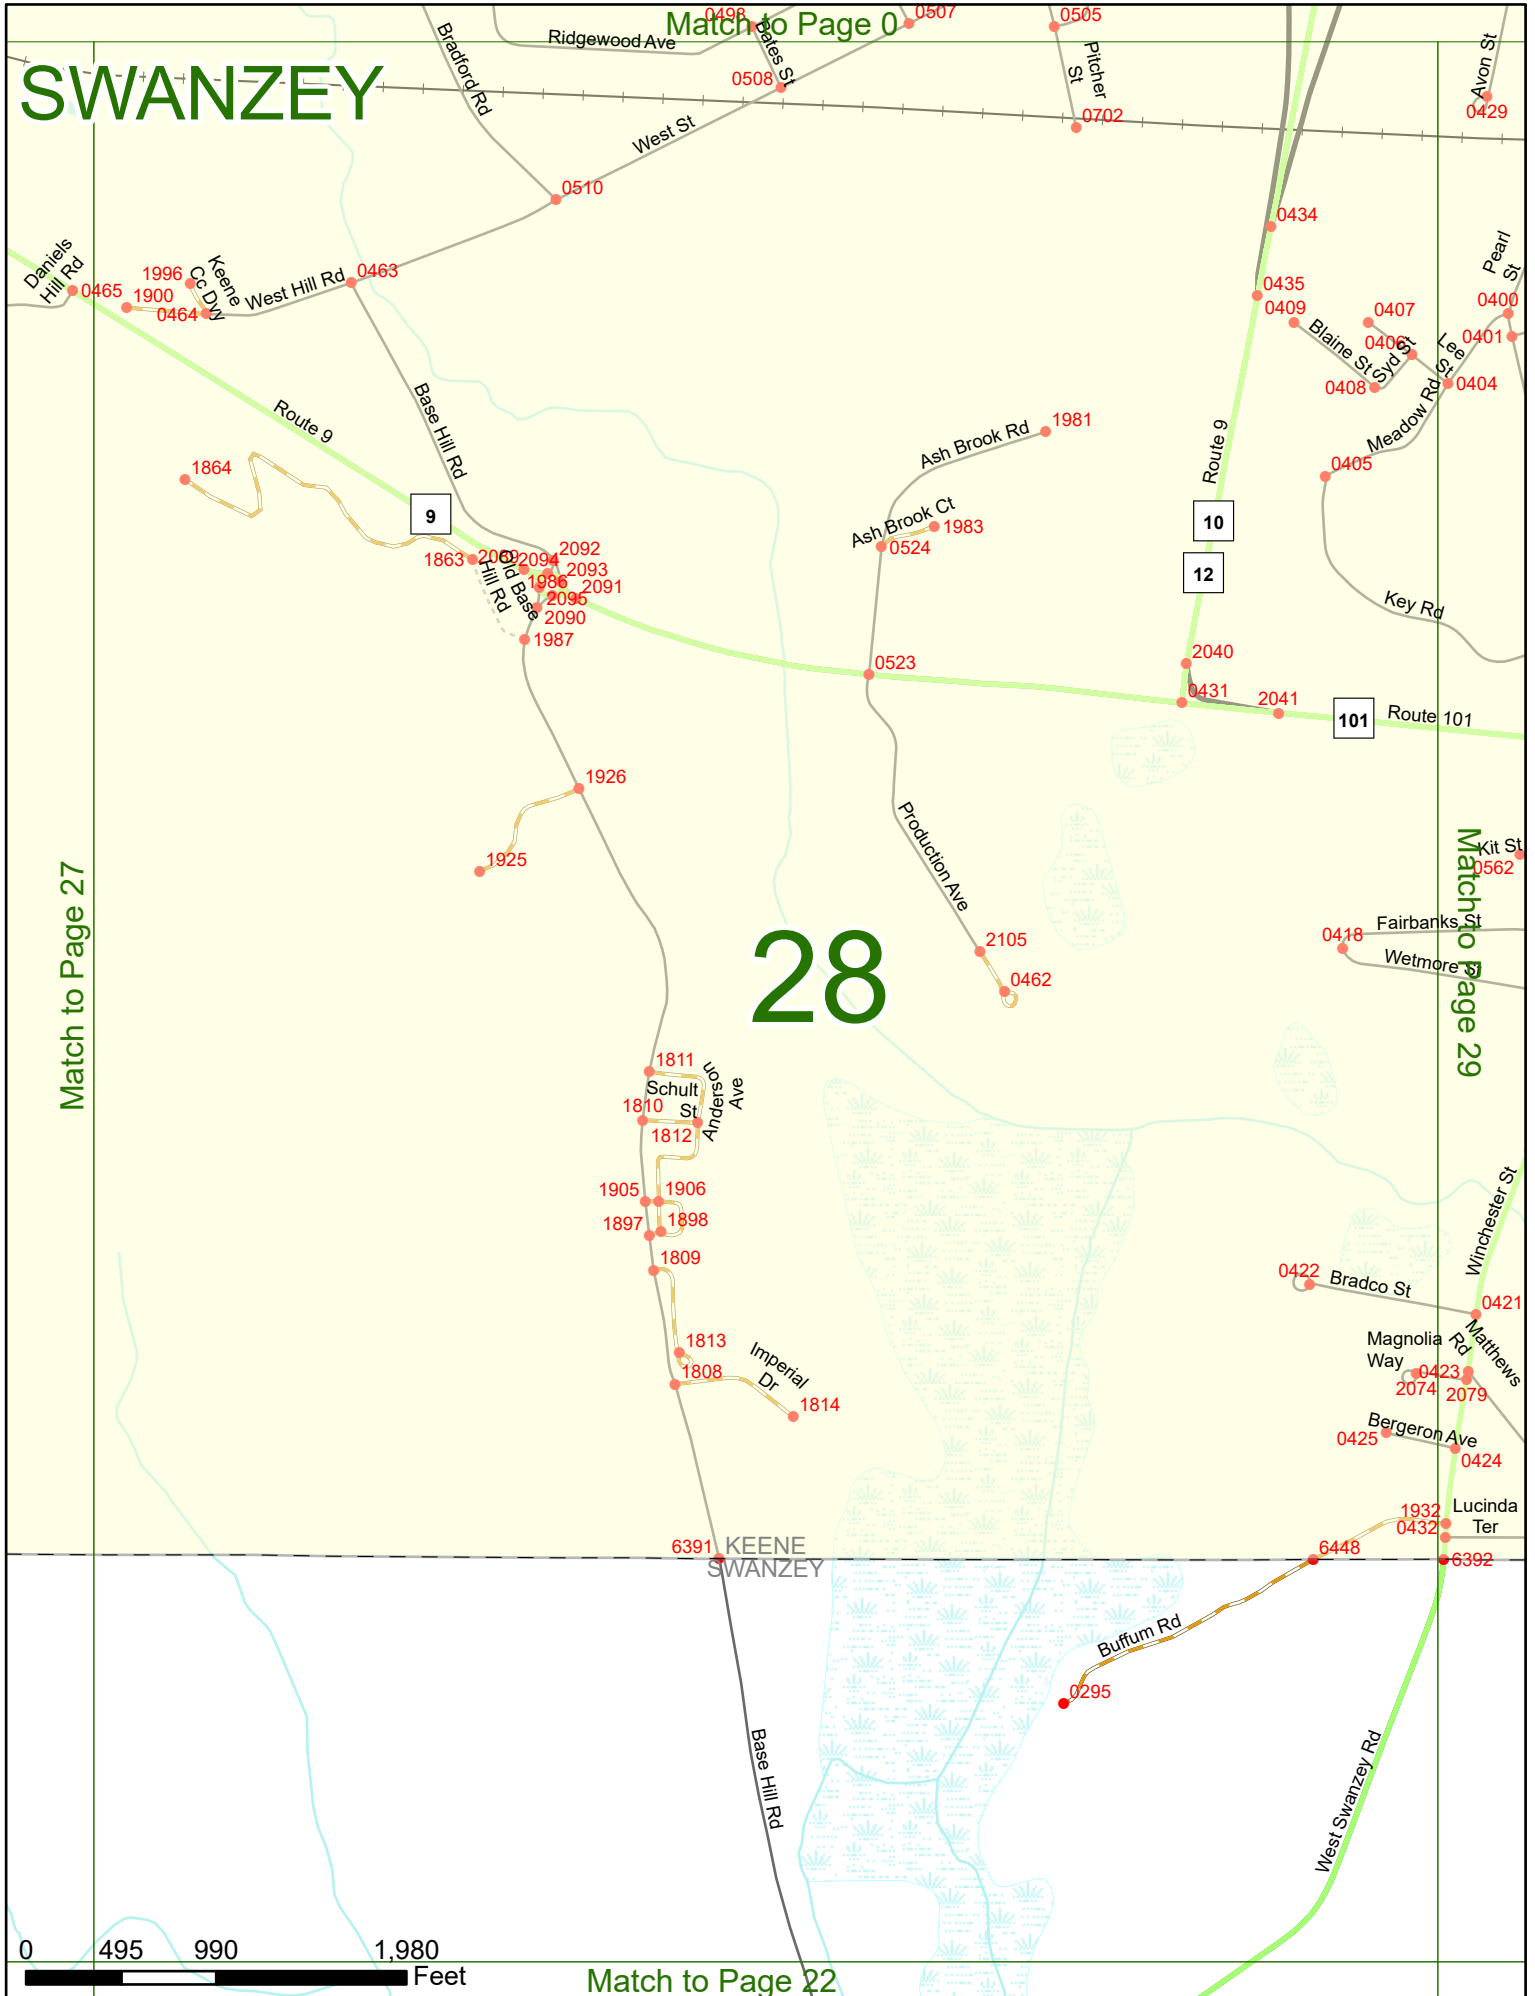 0498
Match to Page 0
0507
0505
Ridgewood Ave
Bates St
Bradford Rd
Pitcher
St
Avon St
SWANZEY
0508
0429
0702
West St
0510
0434
Daniels
Hill Rd
0465
1996
Keene
Cc Dvy
1900
0464
West Hill Rd
0463
0435
0409
0407
Pearl
St
0400
0401
0406
Blaine St
Syd St
Lee
St
0408
0404
Route 9
Base Hill Rd
Meadow Rd
0405
Ash Brook Rd
1981
Route 9
1864
9
10
Ash Brook Ct
1983
0524
12
1863
2089
2094
2092
2093
1986
2091
2095
2090
Old Base
Hill Rd
1987
Key Rd
0523
2040
0431
2041
101
Route 101
1926
1925
Production Ave
Kit St
0562
Match to Page 27
Match to Page 29
28
2105
0462
Fairbanks St
0418
Wetmore St
1811
Schult
St
Anderson
Ave
1810
1812
1905
1906
1897
1898
1809
Winchester St
0422
Bradco St
0421
1813
1808
Imperial
Dr
1814
Magnolia
Way
Matthews
Rd
0423
2074
2079
Bergeron Ave
0425
0424
1932
0432
Lucinda
Ter
6391
KEENE
SWANZEY
6448
6392
Buffum Rd
0295
Base Hill Rd
West Swanzey Rd
0 495 990 1,980
Feet
Match to Page 22